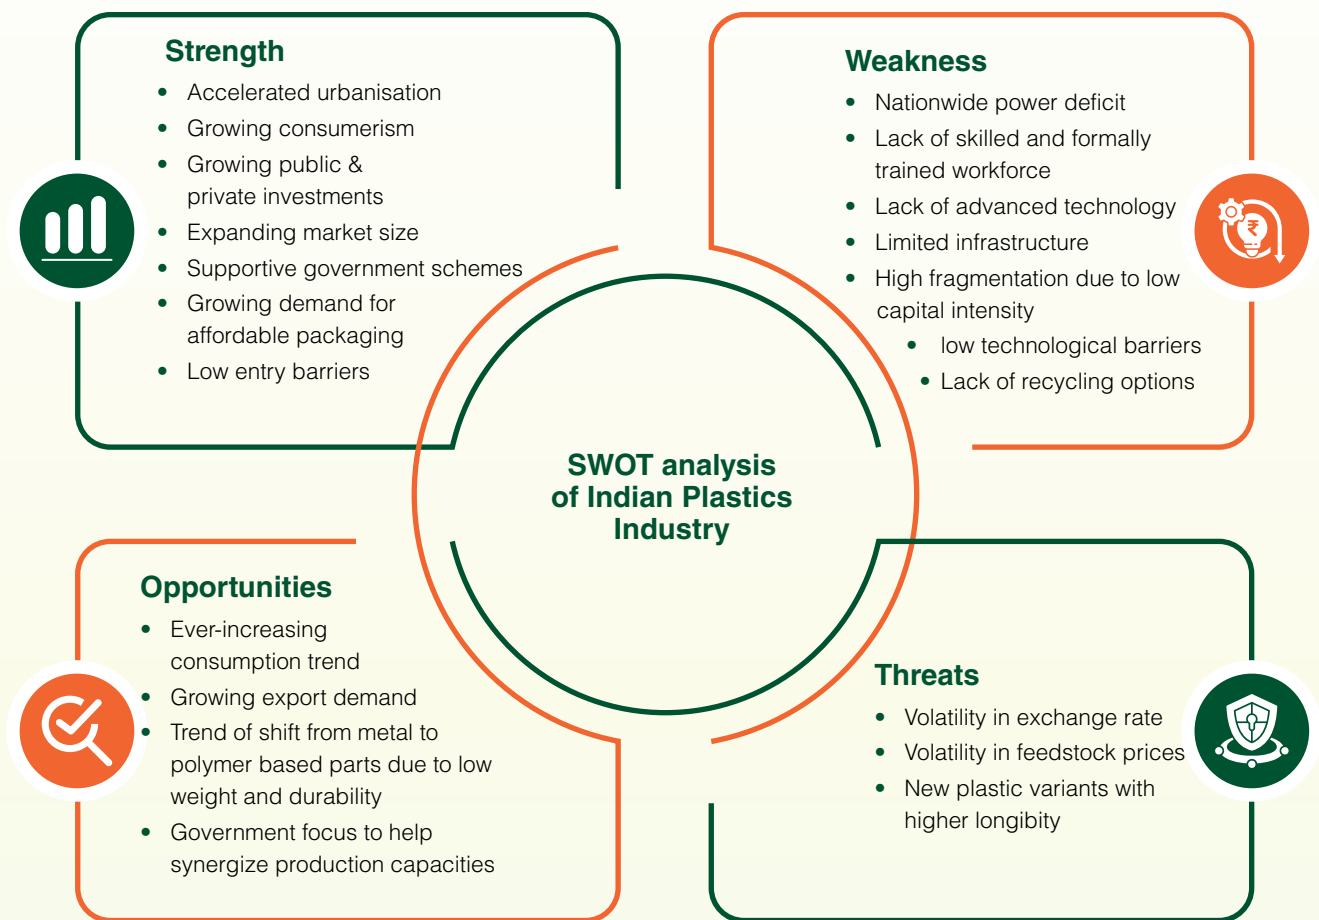 Strength
• Accelerated urbanisation
• Growing consumerism
• Growing public &
private investments
• Expanding market size
• Supportive government schemes
• Growing demand for
affordable packaging
• Low entry barriers
Weakness
• Nationwide power deficit
• Lack of skilled and formally
trained workforce
• Lack of advanced technology
• Limited infrastructure
• High fragmentation due to low
capital intensity
• low technological barriers
• Lack of recycling options
₹
SWOT analysis
of Indian Plastics
Industry
Opportunities
• Ever-increasing
consumption trend
• Growing export demand
• Trend of shift from metal to
polymer based parts due to low
weight and durability
• Government focus to help
synergize production capacities
Threats
• Volatility in exchange rate
• Volatility in feedstock prices
• New plastic variants with
higher longibity